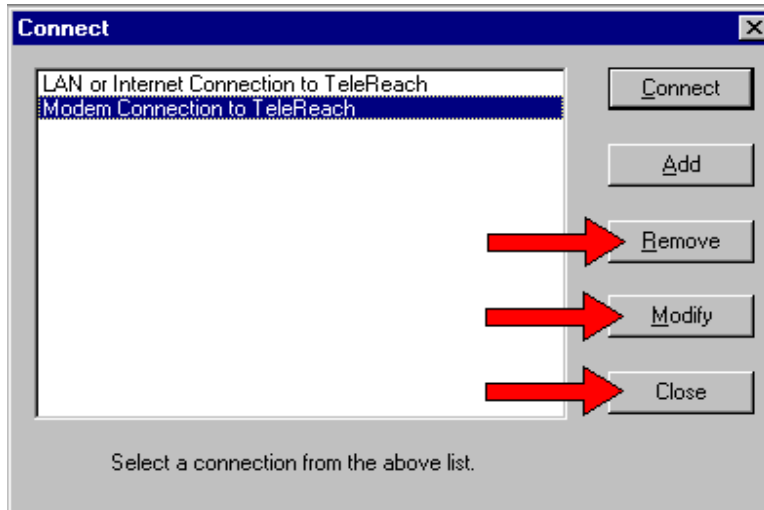 Connect
LAN or Internet Connection to TeleReach
Modem Connection to TeleReach
Connect
Add
Remove
Modify
Close
Select a connection from the above list.